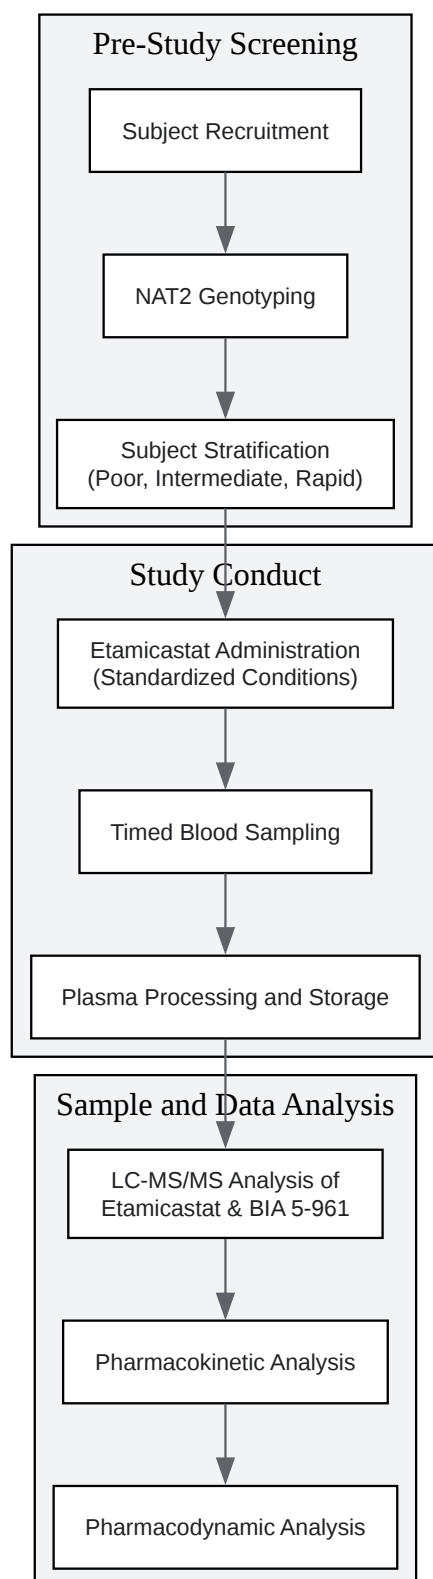 Pre-Study Screening
Subject Recruitment
NAT2 Genotyping
Subject Stratification
(Poor, Intermediate, Rapid)
Study Conduct
Etamicastat Administration
(Standardized Conditions)
Timed Blood Sampling
Plasma Processing and Storage
Sample and Data Analysis
LC-MS/MS Analysis of
Etamicastat & BIA 5-961
Pharmacokinetic Analysis
Pharmacodynamic Analysis